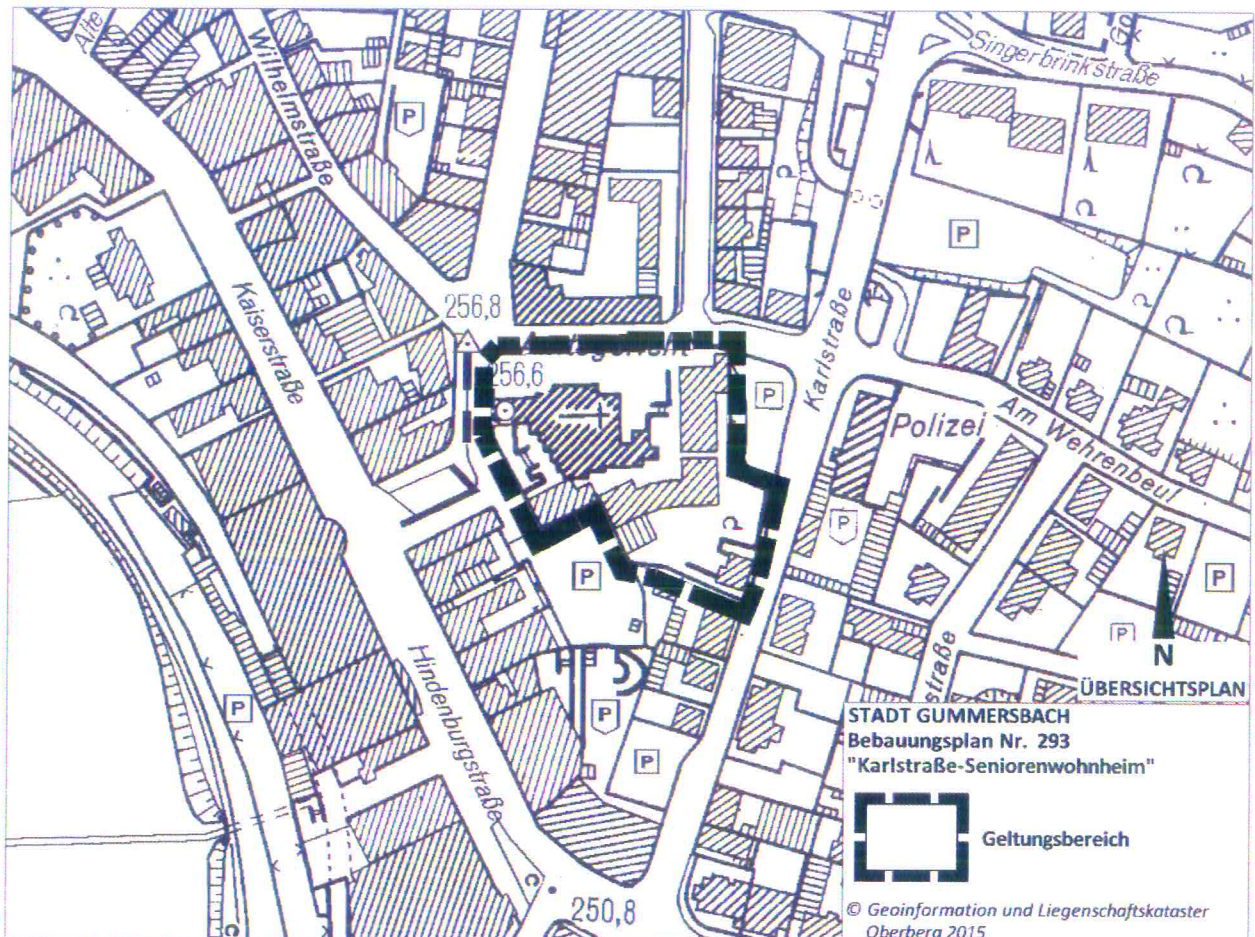 Alte
Wilhelmstraße
Singerbrinkstraße
P
P
256,8
Kaiserstraße
Karlstraße
256,6
P
Polizei
Am Wehrenbeul
P
P
P
P
N
ÜBERSICHTSPLAN
straße
Hindenburgstraße
P
P
P
STADT GUMMERSBACH
Bebauungsplan Nr. 293
"Karlstraße-Seniorenwohnheim"
Geltungsbereich
250,8
© Geoinformation und Liegenschaftskataster
Oberberg 2015